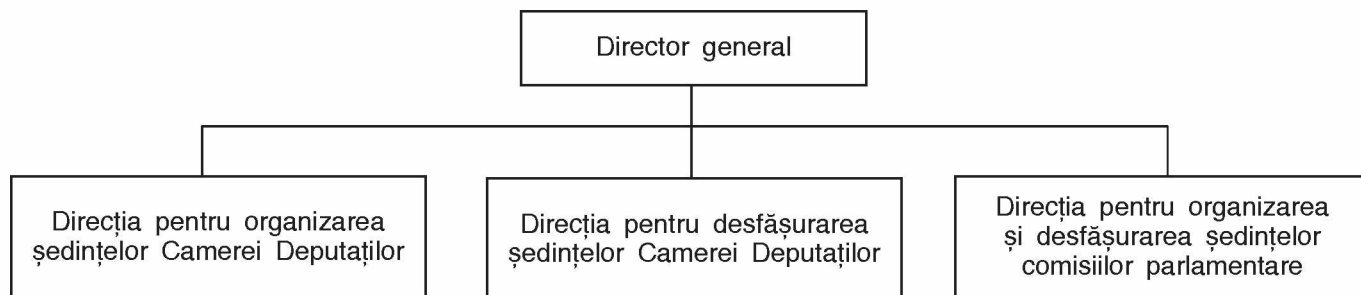 Director general
Direcția pentru organizarea
ședințelor Camerei Deputaților
Direcția pentru desfășurarea
ședințelor Camerei Deputaților
Direcția pentru organizarea
și desfășurarea ședințelor
comisiilor parlamentare